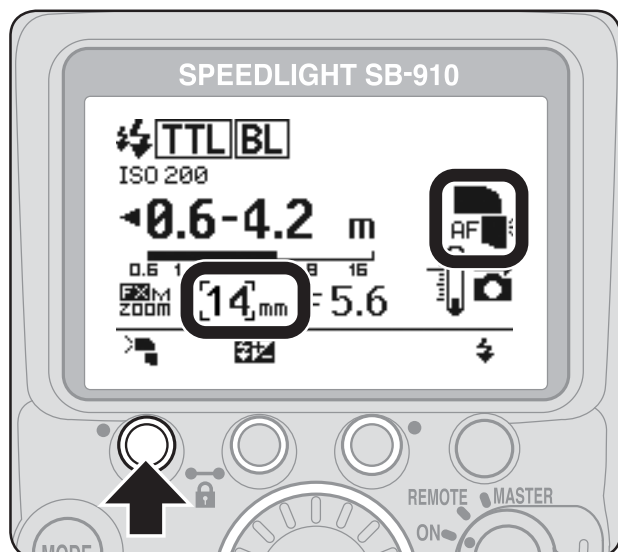 SPEEDLIGHT SB-910
TTL BL
ISO 200
0.6-4.2 m
AF
0.6 1 8 16
FX M
ZOOM 14 mm F 5.6
REMOTE MASTER
ON
MODE